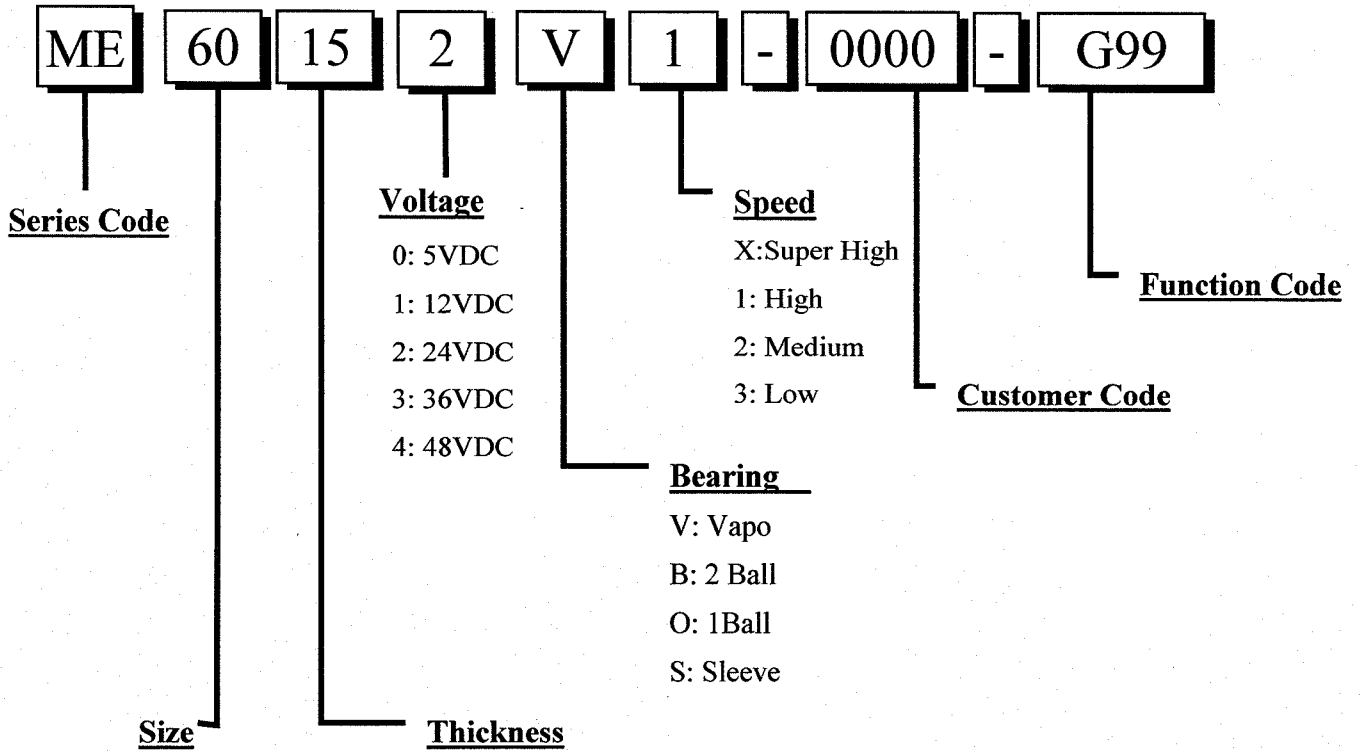 ME 60 15 2 V 1 - 0000 - G99
Series Code
Voltage
0: 5VDC
1: 12VDC
2: 24VDC
3: 36VDC
4: 48VDC
Speed
X:Super High
1: High
2: Medium
3: Low
Function Code
Customer Code
Bearing
V: Vapo
B: 2 Ball
O: 1Ball
S: Sleeve
Size
Thickness